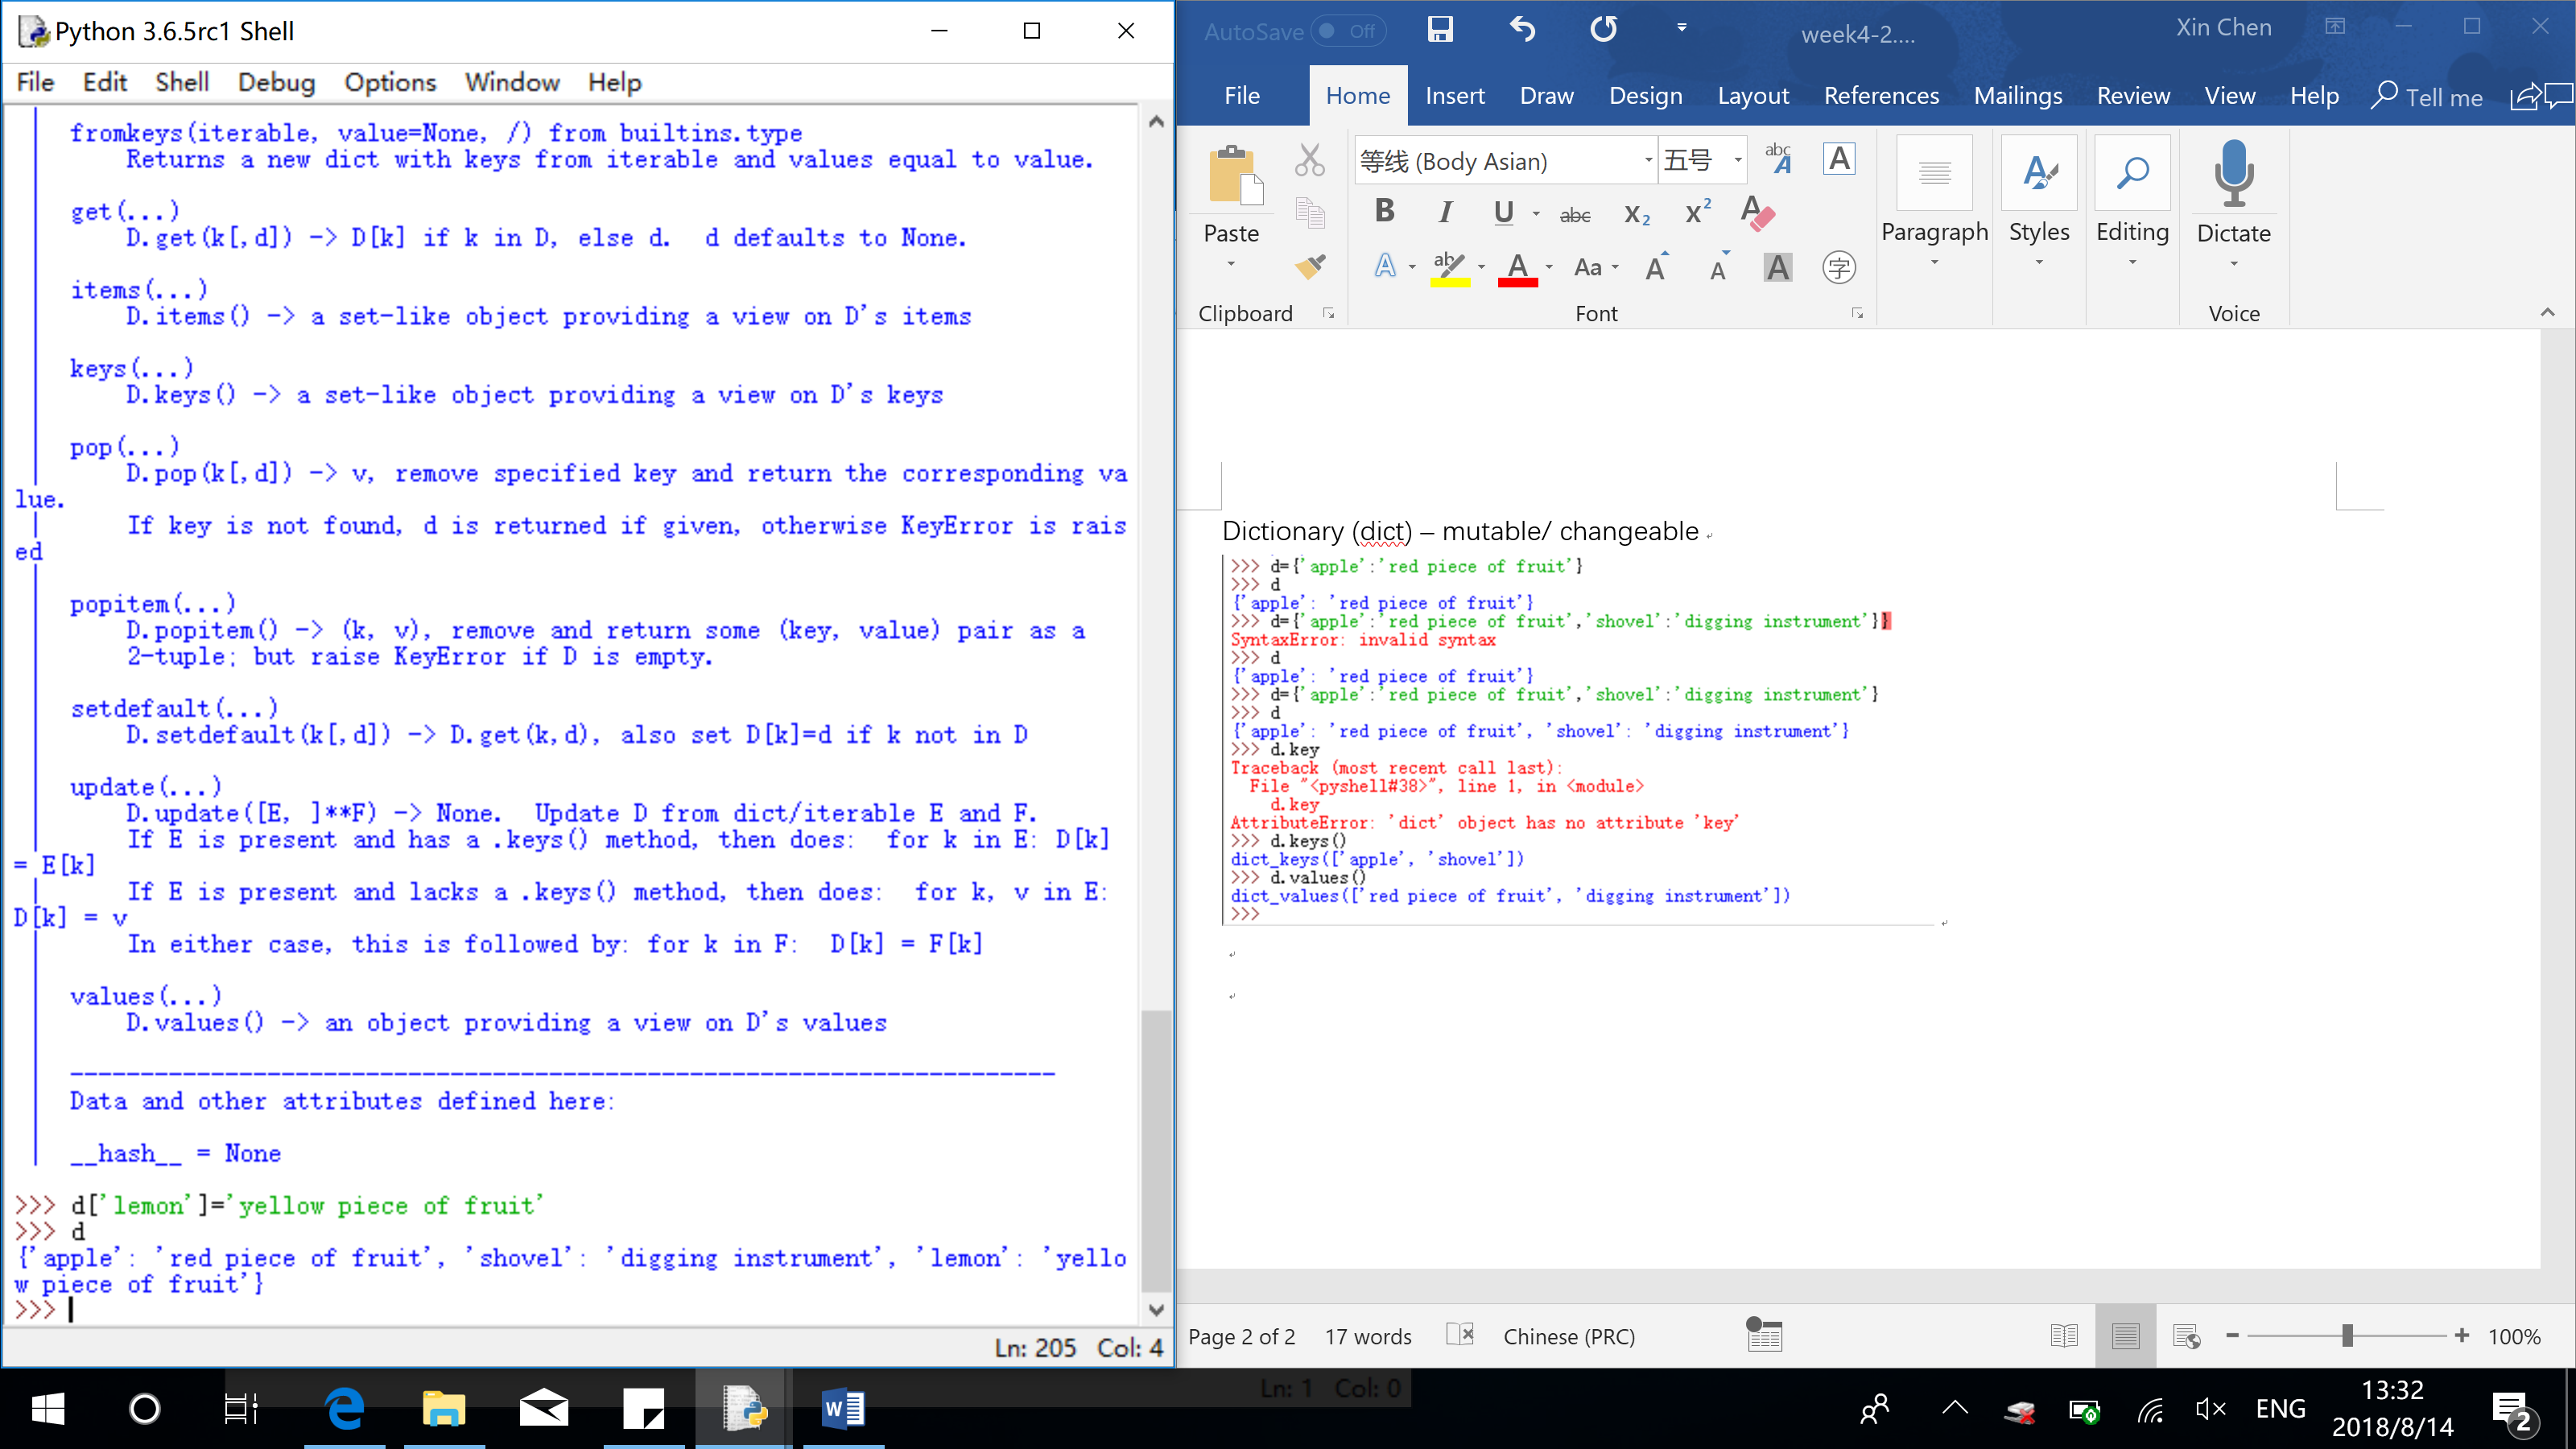 Python 3.6.5rc1 Shell
File Edit Shell Debug Options Window Help
fromkeys(iterable, value=None, /) from builtins.type
Returns a new dict with keys from iterable and values equal to value.
get(...)
D.get(k[,d]) -> D[k] if k in D, else d.  d defaults to None.
items(...)
D.items() -> a set-like object providing a view on D's items
keys(...)
D.keys() -> a set-like object providing a view on D's keys
pop(...)
D.pop(k[,d]) -> v, remove specified key and return the corresponding va
lue.
If key is not found, d is returned if given, otherwise KeyError is rais
ed
popitem(...)
D.popitem() -> (k, v), remove and return some (key, value) pair as a
2-tuple; but raise KeyError if D is empty.
setdefault(...)
D.setdefault(k[,d]) -> D.get(k,d), also set D[k]=d if k not in D
update(...)
D.update([E, ]**F) -> None.  Update D from dict/iterable E and F.
If E is present and has a .keys() method, then does:  for k in E: D[k]
= E[k]
If E is present and lacks a .keys() method, then does:  for k, v in E:
D[k] = v
In either case, this is followed by: for k in F:  D[k] = F[k]
values(...)
D.values() -> an object providing a view on D's values
----------------------------------------------------------------------
Data and other attributes defined here:
__hash__ = None
>>> d['lemon']='yellow piece of fruit'
>>> d
{'apple': 'red piece of fruit', 'shovel': 'digging instrument', 'lemon': 'yello
w piece of fruit'}
>>>
Ln: 205 Col: 4
AutoSave Off week4-2.... Xin Chen
File Home Insert Draw Design Layout References Mailings Review View Help Tell me
等线 (Body Asian) 五号 abc A A
Paste B I U abc X2 X2 A Paragraph Styles Editing Dictate
A ab A Aa A A A 字
Clipboard Font Voice
Dictionary (dict) – mutable/ changeable
>>> d={'apple':'red piece of fruit'}
>>> d
{'apple': 'red piece of fruit'}
>>> d={'apple':'red piece of fruit','shovel':'digging instrument'}}
SyntaxError: invalid syntax
>>> d
{'apple': 'red piece of fruit'}
>>> d={'apple':'red piece of fruit','shovel':'digging instrument'}
>>> d
{'apple': 'red piece of fruit', 'shovel': 'digging instrument'}
>>> d.key
Traceback (most recent call last):
File "<pyshell#38>", line 1, in <module>
d.key
AttributeError: 'dict' object has no attribute 'key'
>>> d.keys()
dict_keys(['apple', 'shovel'])
>>> d.values()
dict_values(['red piece of fruit', 'digging instrument'])
>>>
Page 2 of 2 17 words Chinese (PRC) 100%
Ln: 1 Col: 0
W ENG 13:32
2018/8/14 2